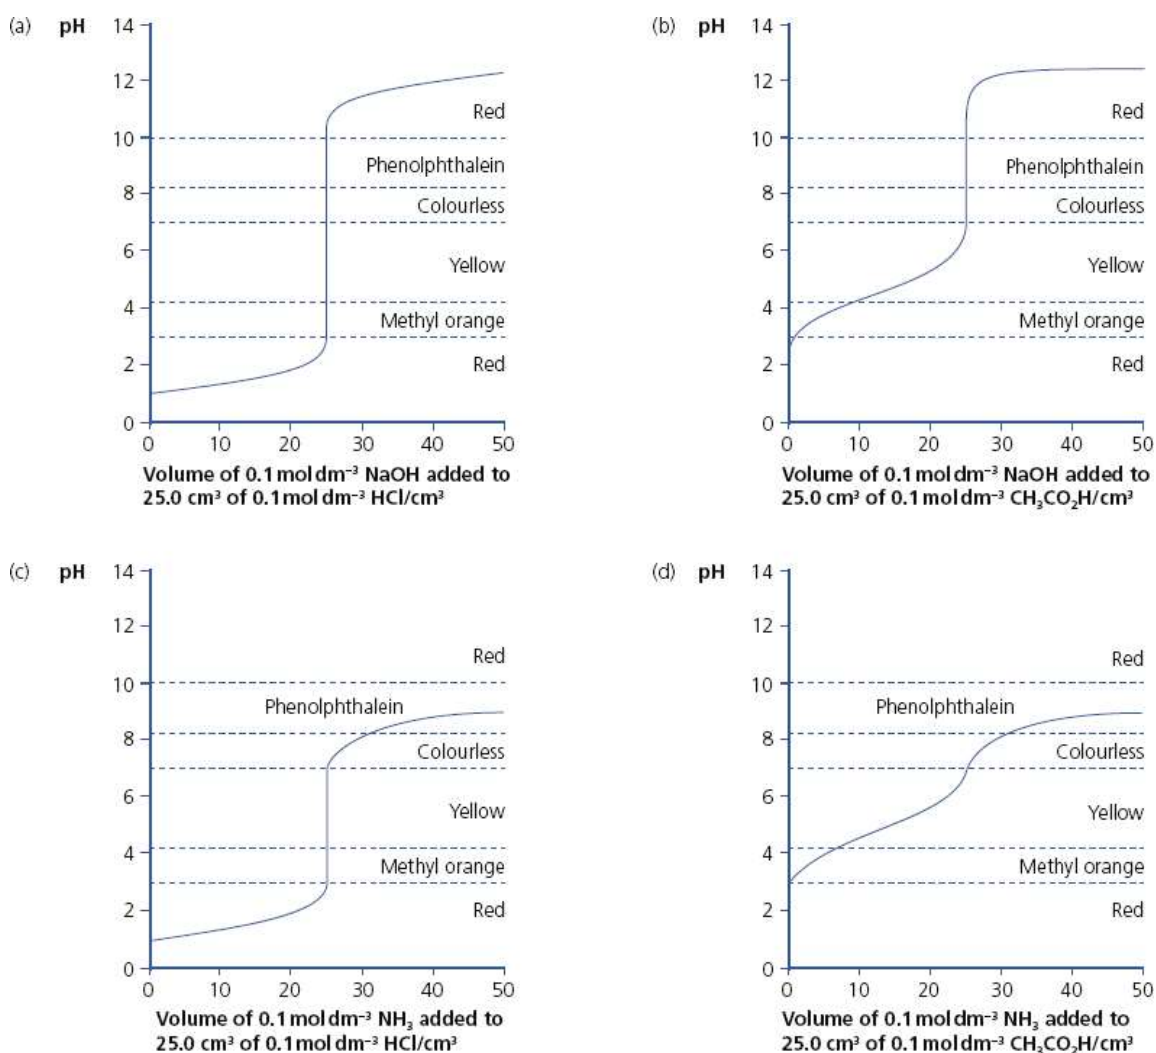 (a) pH 14
12
Red
10
Phenolphthalein
8
Colourless
6
Yellow
4
Methyl orange
2
Red
0
0 10 20 30 40 50
Volume of 0.1 mol dm⁻³ NaOH added to
25.0 cm³ of 0.1 mol dm⁻³ HCl/cm³
(b) pH 14
12
Red
10
Phenolphthalein
8
Colourless
6
Yellow
4
Methyl orange
2
Red
0
0 10 20 30 40 50
Volume of 0.1 mol dm⁻³ NaOH added to
25.0 cm³ of 0.1 mol dm⁻³ CH₃CO₂H/cm³
(c) pH 14
12
Red
10
Phenolphthalein
8
Colourless
6
Yellow
4
Methyl orange
2
Red
0
0 10 20 30 40 50
Volume of 0.1 mol dm⁻³ NH₃ added to
25.0 cm³ of 0.1 mol dm⁻³ HCl/cm³
(d) pH 14
12
Red
10
Phenolphthalein
8
Colourless
6
Yellow
4
Methyl orange
2
Red
0
0 10 20 30 40 50
Volume of 0.1 mol dm⁻³ NH₃ added to
25.0 cm³ of 0.1 mol dm⁻³ CH₃CO₂H/cm³